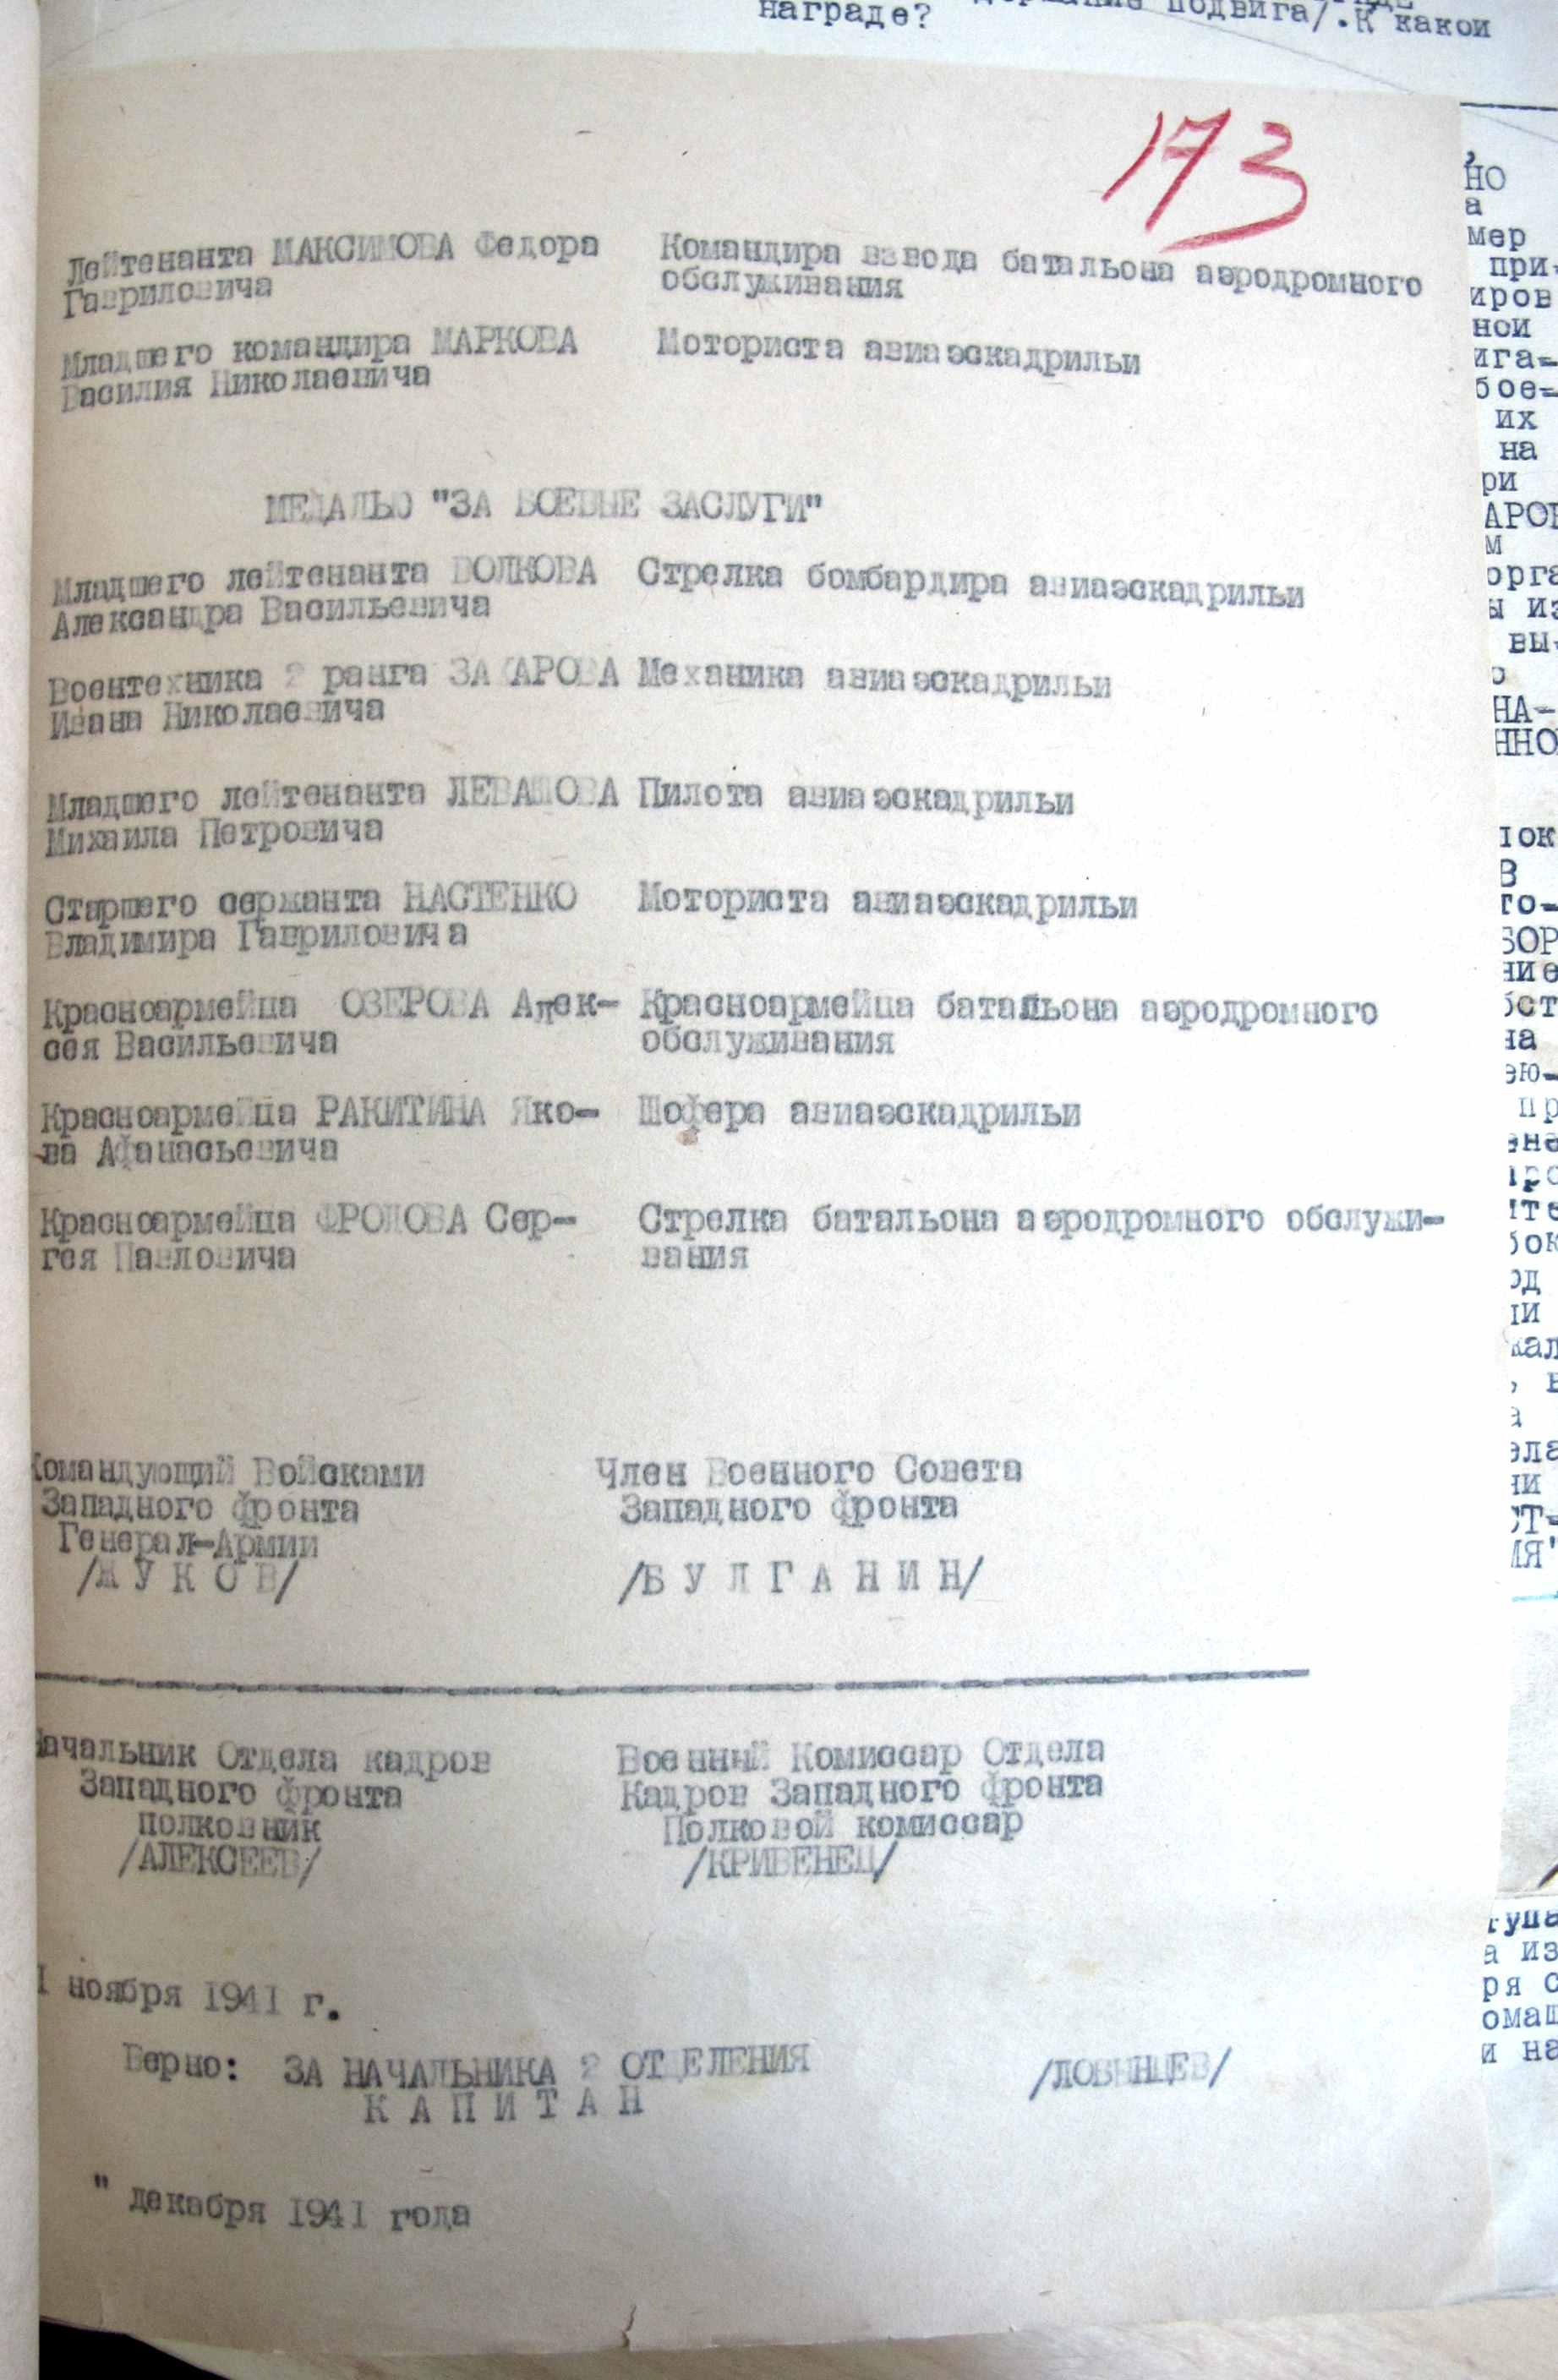 награде?
подвига/.К какой
173
Лейтенанта МАКСИМОВА Федора Командира взвода батальона аэродромного
Гавриловича обслуживания
Младшего командира МАРКОВА Моториста авиаэскадрильи
Василия Николаевича
МЕДАЛЬЮ "ЗА БОЕВЫЕ ЗАСЛУГИ"
Младшего лейтенанта ВОЛКОВА Стрелка бомбардира авиаэскадрильи
Александра Васильевича
Воентехника 2 ранга ЗАХАРОВА Механика авиаэскадрильи
Ивана Николаевича
Младшего лейтенанта ЛЕВАШОВА Пилота авиаэскадрильи
Михаила Петровича
Старшего сержанта НАСТЕНКО Моториста авиаэскадрильи
Владимира Гавриловича
Красноармейца ОЗЕРОВА Алек- Красноармейца батальона аэродромного
сея Васильевича обслуживания
Красноармейца РАКИТИНА Яко- Шофера авиаэскадрильи
ва Афанасьевича
Красноармейца ФРОЛОВА Сер- Стрелка батальона аэродромного обслужи-
гея Павловича вания
Командующий Войсками Член Военного Совета
Западного фронта Западного фронта
Генерал-Армии
/ЖУКОВ/ /БУЛГАНИН/
Начальник Отдела кадров Военный Комиссар Отдела
Западного фронта Кадров Западного фронта
полковник Полковой комиссар
/АЛЕКСЕЕВ/ /КРИВЕНЕЦ/
1 ноября 1941 г.
Верно: ЗА НАЧАЛЬНИКА 2 ОТДЕЛЕНИЯ /ЛОВЫНЦЕВ/
КАПИТАН
" декабря 1941 года